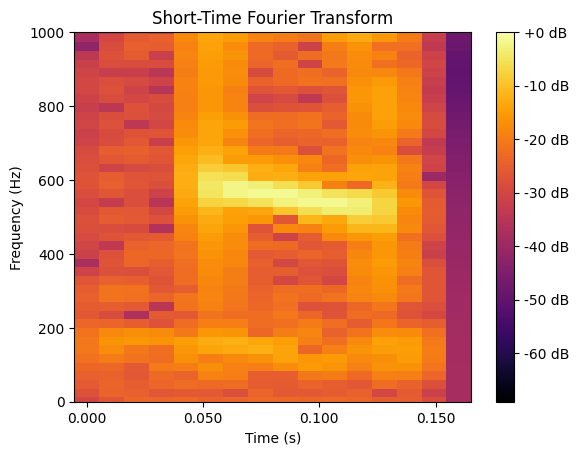 Short-Time Fourier Transform
1000
800
600
400
200
0
Frequency (Hz)
0.000
0.050
0.100
0.150
Time (s)
+0 dB
-10 dB
-20 dB
-30 dB
-40 dB
-50 dB
-60 dB